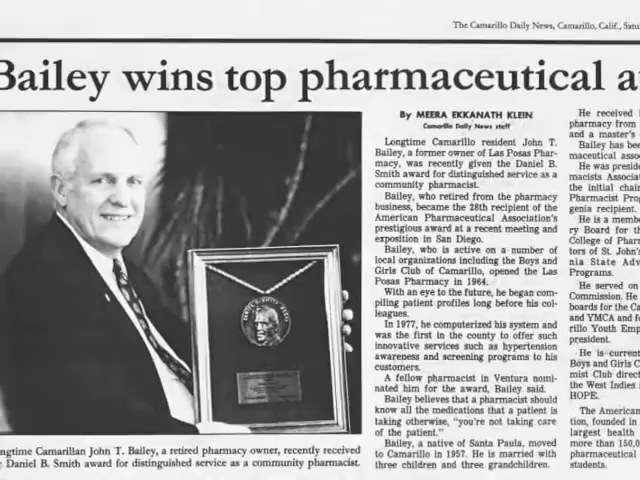 The Camarillo Daily News, Camarillo, Calif.,
Bailey wins top pharmaceutical
By MEERA EKKANATH KLEIN
Camarillo Daily News staff
Longtime Camarillo resident John T.
Bailey, a former owner of Las Posas Phar-
macy, was recently given the Daniel B.
Smith award for distinguished service as a
community pharmacist.
Bailey, who retired from the pharmacy
business, became the 28th recipient of the
American Pharmaceutical Association's
prestigious award at a recent meeting and
exposition in San Diego.
Bailey, who is active on a number of
local organizations including the Boys and
Girls Club of Camarillo, opened the Las
Posas Pharmacy in 1964.
With an eye to the future, he began com-
piling patient profiles long before his col-
leagues.
In 1977, he computerized his system and
was the first in the county to offer such
innovative services such as hypertension
awareness and screening programs to his
customers.
A fellow pharmacist in Ventura nomi-
nated him for the award, Bailey said.
Bailey believes that a pharmacist should
know all the medications that a patient is
taking otherwise, "you're not taking care
of the patient."
Bailey, a native of Santa Paula, moved
to Camarillo in 1957. He is married with
three children and three grandchildren.
He received
pharmacy from
and a master's
Bailey has bee
maceutical asso
He was preside
macists Associa
the initial chair
Pharmacist Prog
genia recipient.
He is a membe
ry Board for th
College of Phar
tors of St. John's
nia State Adv
Programs.
He served on
Commission. He
boards for the Ca
and YMCA and fo
rillo Youth Emp
president.
He is current
Boys and Girls C
mist Club direct
the West Indies
HOPE.
The American
tion, founded in
largest health
more than 150,0
pharmaceutical
students.
ngtime Camarillan John T. Bailey, a retired pharmacy owner, recently received
Daniel B. Smith award for distinguished service as a community pharmacist.